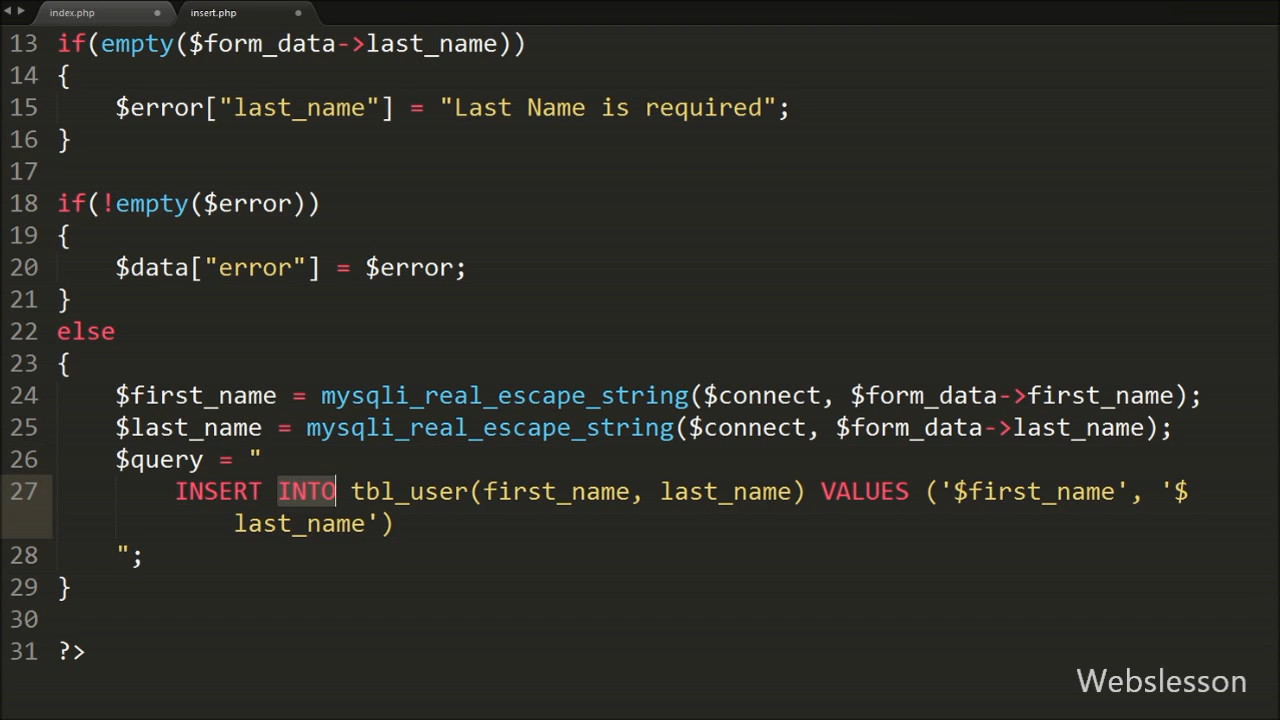 index.php
insert.php
13 if(empty($form_data->last_name))
14 {
15 $error["last_name"] = "Last Name is required";
16 }
17
18 if(!empty($error))
19 {
20 $data["error"] = $error;
21 }
22 else
23 {
24 $first_name = mysqli_real_escape_string($connect, $form_data->first_name);
25 $last_name = mysqli_real_escape_string($connect, $form_data->last_name);
26 $query = "
27 INSERT INTO tbl_user(first_name, last_name) VALUES ('$first_name', '$
last_name')
28 ";
29 }
30
31 ?>
Webslesson